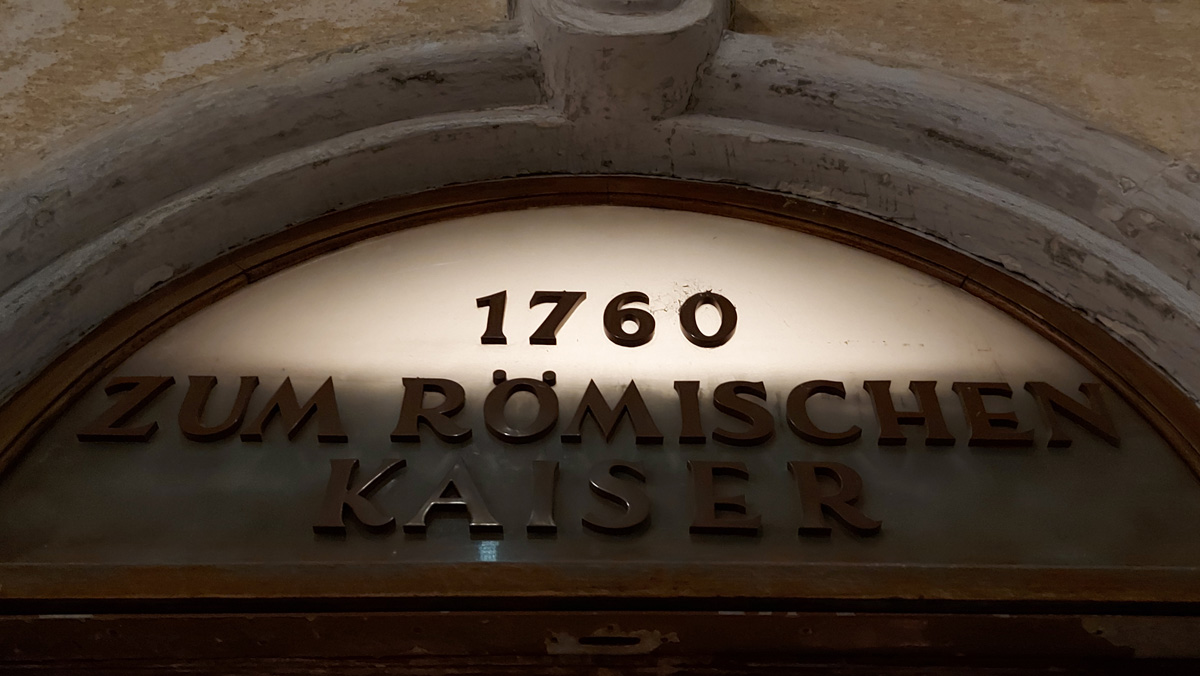 1760
ZUM RÖMISCHEN
KAISER